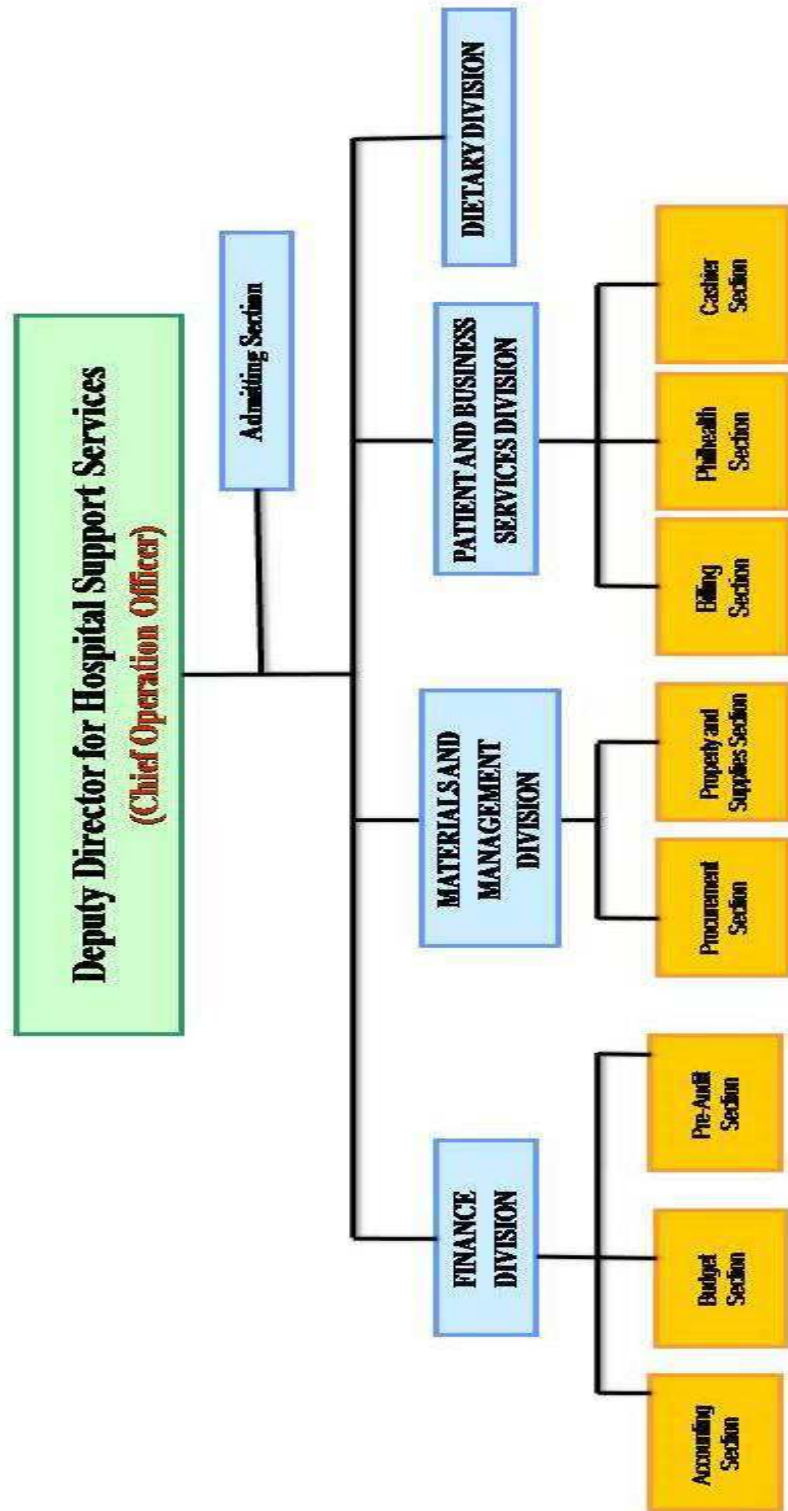 Deputy Director for Hospital Support Services
(Chief Operation Officer)
Admitting Section
FINANCE
DIVISION
MATERIALS AND
MANAGEMENT
DIVISION
PATIENT AND BUSINESS
SERVICES DIVISION
DIETARY DIVISION
Accounting
Section
Budget
Section
Pre-Audit
Section
Procurement
Section
Property and
Supplies Section
Billing
Section
Philhealth
Section
Cashier
Section